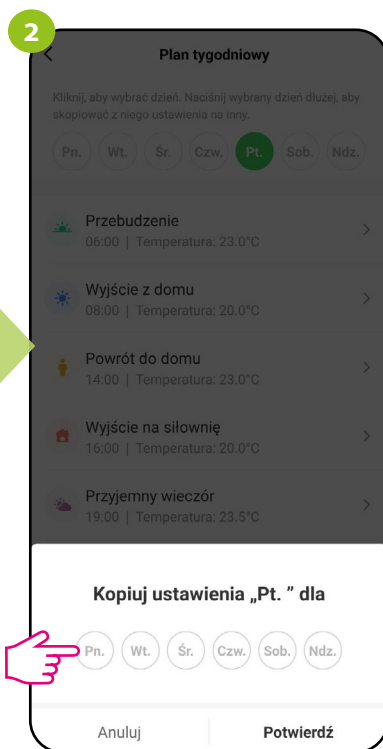 2
Plan tygodniowy
Kliknij, aby wybrać dzień. Naciśnij wybrany dzień dłużej, aby
skopiować z niego ustawienia na inny.
Pn. Wt. Śr. Czw. Pt. Sob. Ndz.
Przebudzenie
06:00 | Temperatura: 23.0°C
Wyjście z domu
08:00 | Temperatura: 20.0°C
Powrót do domu
14:00 | Temperatura: 23.0°C
Wyjście na siłownię
16:00 | Temperatura: 20.0°C
Przyjemny wieczór
19:00 | Temperatura: 23.5°C
Kopiuj ustawienia „Pt. ” dla
Pn. Wt. Śr. Czw. Sob. Ndz.
Anuluj Potwierdź